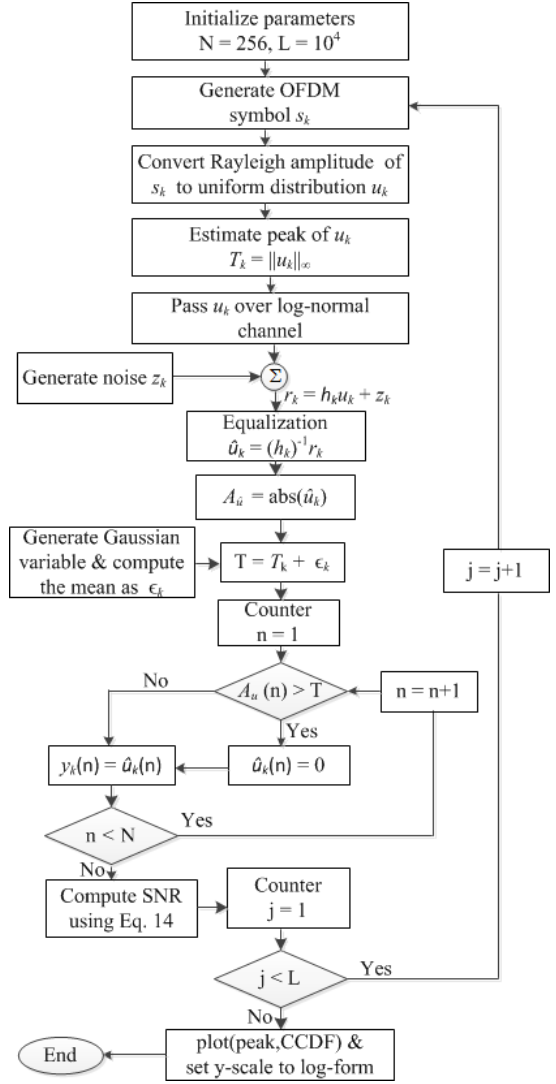 Initialize parameters
N = 256, L = 10⁴
Generate OFDM
symbol sₖ
Convert Rayleigh amplitude of
sₖ to uniform distribution uₖ
Estimate peak of uₖ
Tₖ = ||uₖ||∞
Pass uₖ over log-normal
channel
Generate noise zₖ
Σ
rₖ = hₖuₖ + zₖ
Equalization
ûₖ = (hₖ)⁻¹rₖ
A_û = abs(ûₖ)
Generate Gaussian
variable & compute
the mean as ϵₖ
T = Tₖ + ϵₖ
j = j+1
Counter
n = 1
No
Aᵤ (n) > T
n = n+1
Yes
yₖ(n) = ûₖ(n)
ûₖ(n) = 0
n < N
Yes
No
Compute SNR
using Eq. 14
Counter
j = 1
j < L
Yes
No
plot(peak,CCDF) &
set y-scale to log-form
End